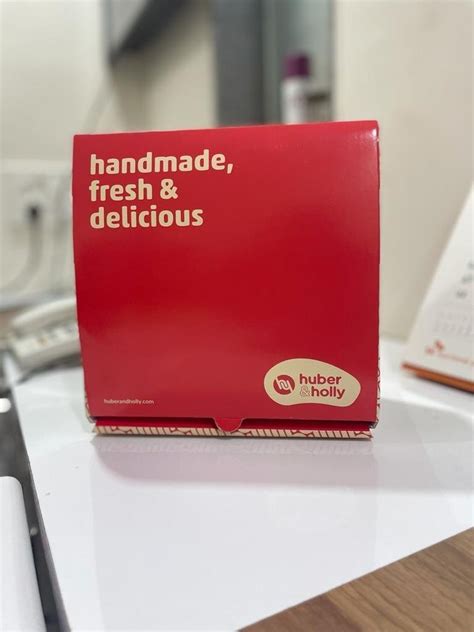 handmade,
fresh &
delicious
huber
&holly
huberandholly.com